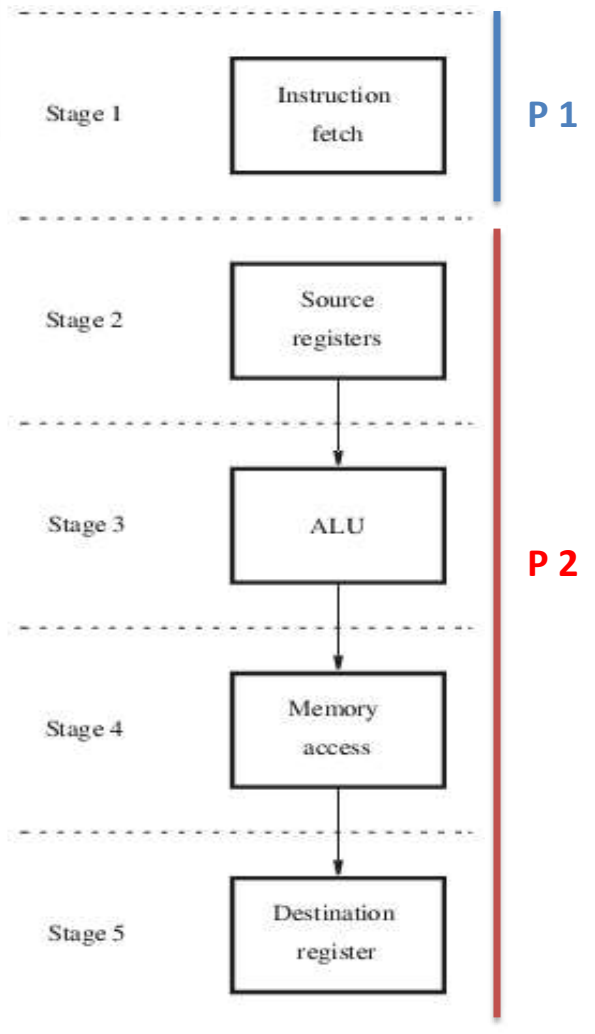 Stage 1
Instruction
fetch
P 1
Stage 2
Source
registers
Stage 3
ALU
P 2
Stage 4
Memory
access
Stage 5
Destination
register